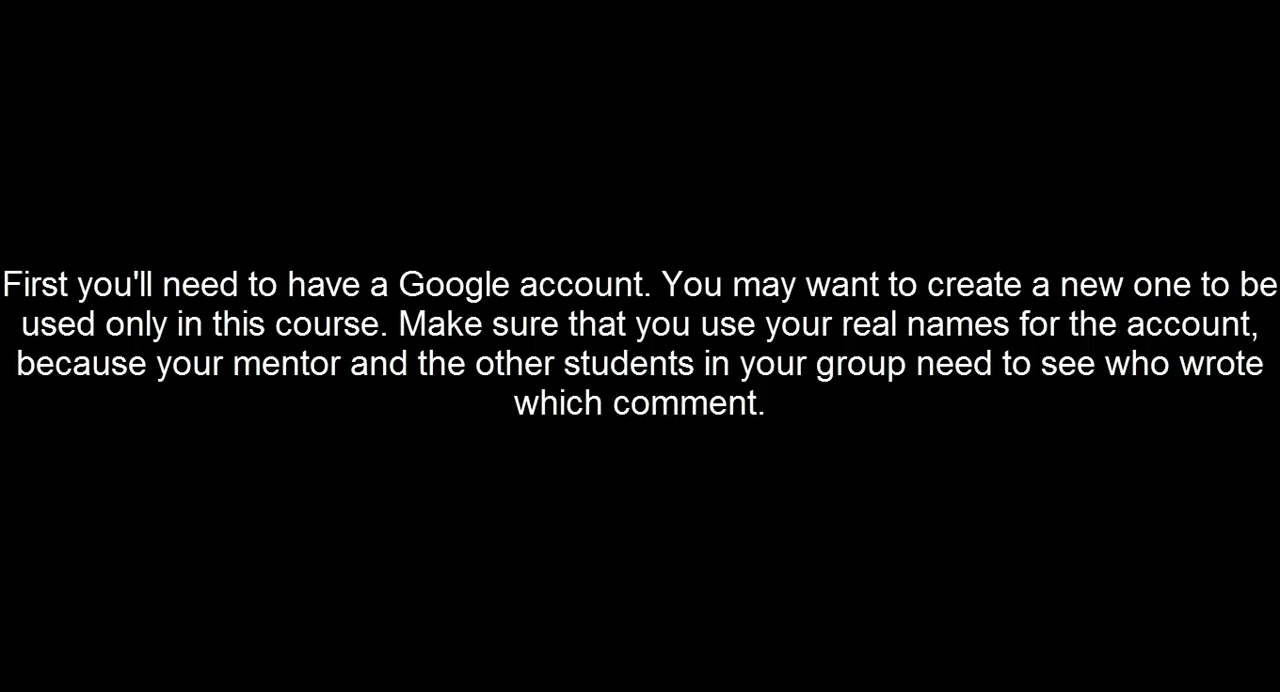 First you'll need to have a Google account. You may want to create a new one to be
used only in this course. Make sure that you use your real names for the account,
because your mentor and the other students in your group need to see who wrote
which comment.